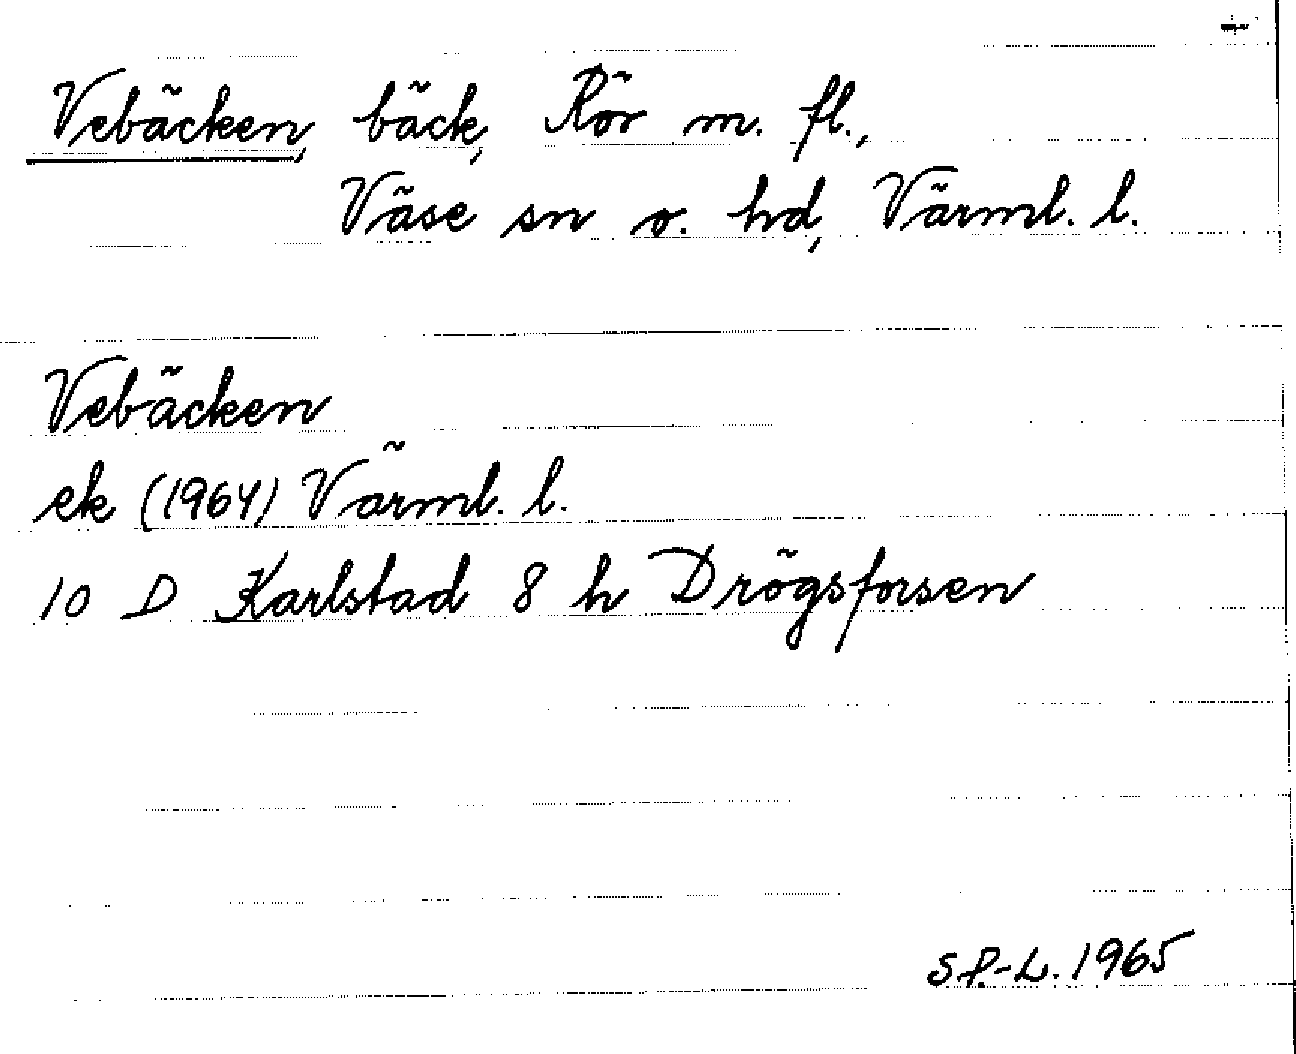 Vebäcken, bäck, Rör m. fl.,
Väse sn o. hd, Värml. l.
Vebäcken
ek (1964) Värml. l.
10 D Karlstad 8 h Drögsforsen
S.P.-L. 1965